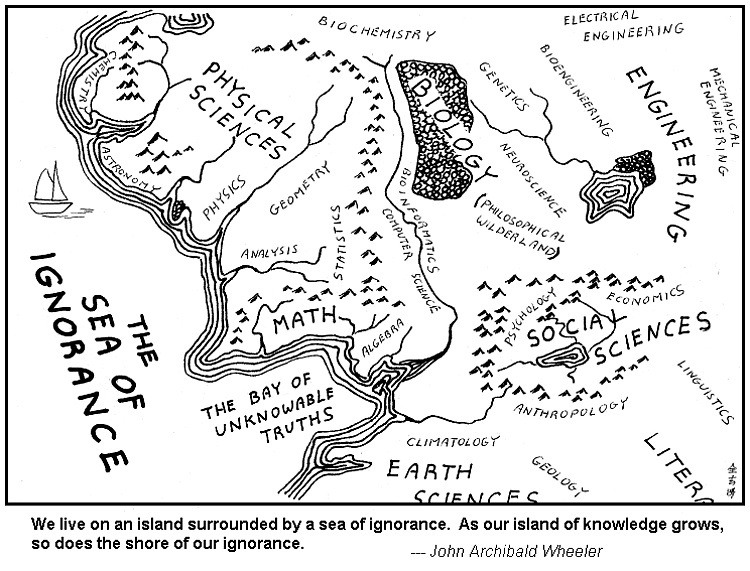 BIOCHEMISTRY
ELECTRICAL
ENGINEERING
CHEMISTRY
PHYSICAL
SCIENCES
BIOLOGY
GENETICS
BIOENGINEERING
ENGINEERING
MECHANICAL
ENGINEERING
ASTRONOMY
PHYSICS
GEOMETRY
NEUROSCIENCE
(PHILOSOPHICAL
WILDERLAND)
BIOINFORMATICS
COMPUTER SCIENCE
STATISTICS
ANALYSIS
MATH
ALGEBRA
PSYCHOLOGY
ECONOMICS
SOCIAL
SCIENCES
ANTHROPOLOGY
LINGUISTICS
THE
SEA OF
IGNORANCE
THE BAY OF
UNKNOWABLE
TRUTHS
CLIMATOLOGY
EARTH
SCIENCES
GEOLOGY
LITERA
We live on an island surrounded by a sea of ignorance. As our island of knowledge grows,
so does the shore of our ignorance.
--- John Archibald Wheeler